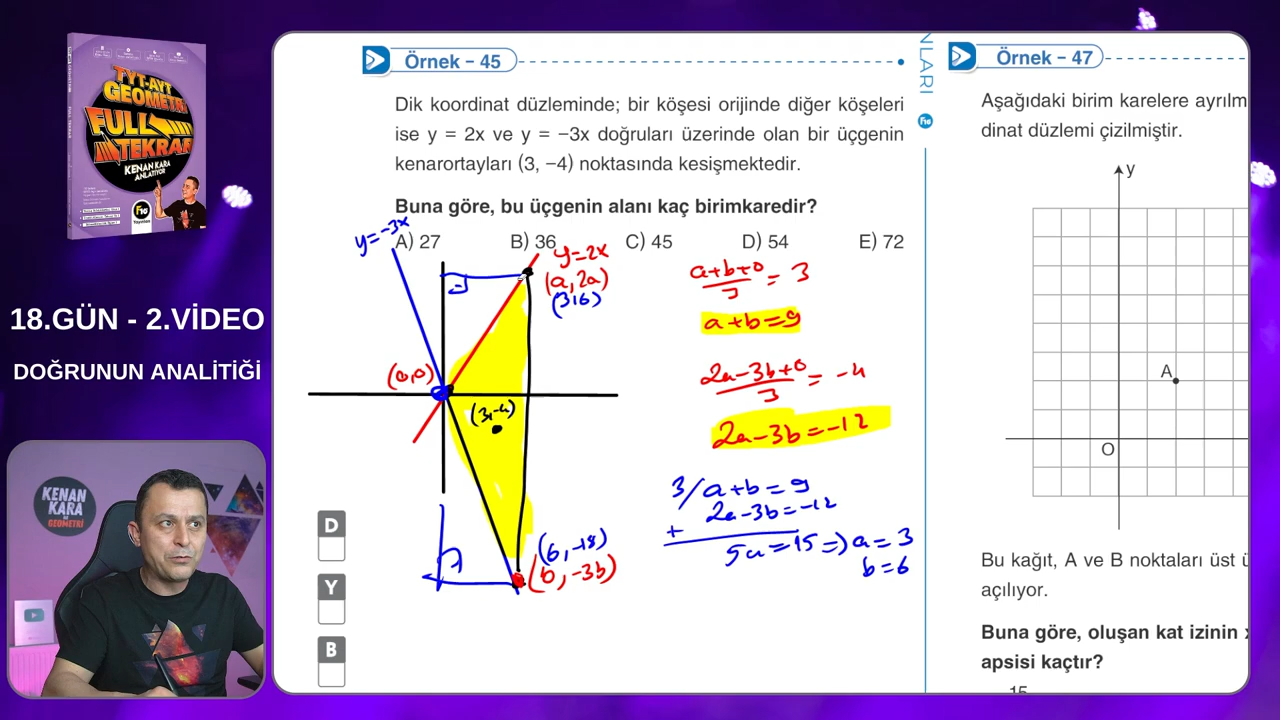 TYT-AYT
GEOMETRİ
FULL
TEKRAR
KENAN KARA
ANLATIYOR
F10
18.GÜN - 2.VİDEO
DOĞRUNUN ANALİTİĞİ
KENAN
KARA
GEOMETRİ
Örnek – 45
Dik koordinat düzleminde; bir köşesi orijinde diğer köşeleri
ise y = 2x ve y = −3x doğruları üzerinde olan bir üçgenin
kenarortayları (3, −4) noktasında kesişmektedir.
Buna göre, bu üçgenin alanı kaç birimkaredir?
A) 27 B) 36 C) 45 D) 54 E) 72
y=-3x
y=2x
(a,2a)
(3,6)
(0,0)
(3,-4)
(6,-18)
(b,-3b)
a+b+0/3 = 3
a+b=9
2a-3b+0/3 = -4
2a-3b=-12
3/ a+b=9
2a-3b=-12
+
5a=15 => a=3
b=6
D
Y
B
NLARI
F10
Örnek – 47
Aşağıdaki birim karelere ayrılm
dinat düzlemi çizilmiştir.
y
A
O
Bu kağıt, A ve B noktaları üst ü
açılıyor.
Buna göre, oluşan kat izinin x
apsisi kaçtır?
15